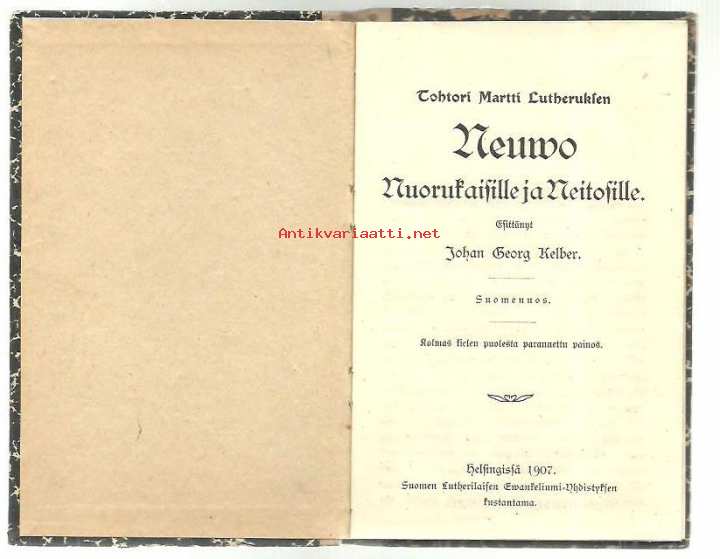 Tohtori Martti Lutheruksen
Neuwo
Nuorukaisille ja Neitosille.
Esittänyt
Johan Georg Kelber.
Suomennos.
Kolmas kielen puolesta parannettu painos.
Helsingissä 1907.
Suomen Lutherilaisen Ewankeliumi-Yhdistyksen
kustantama.
Antikvariaatti.net